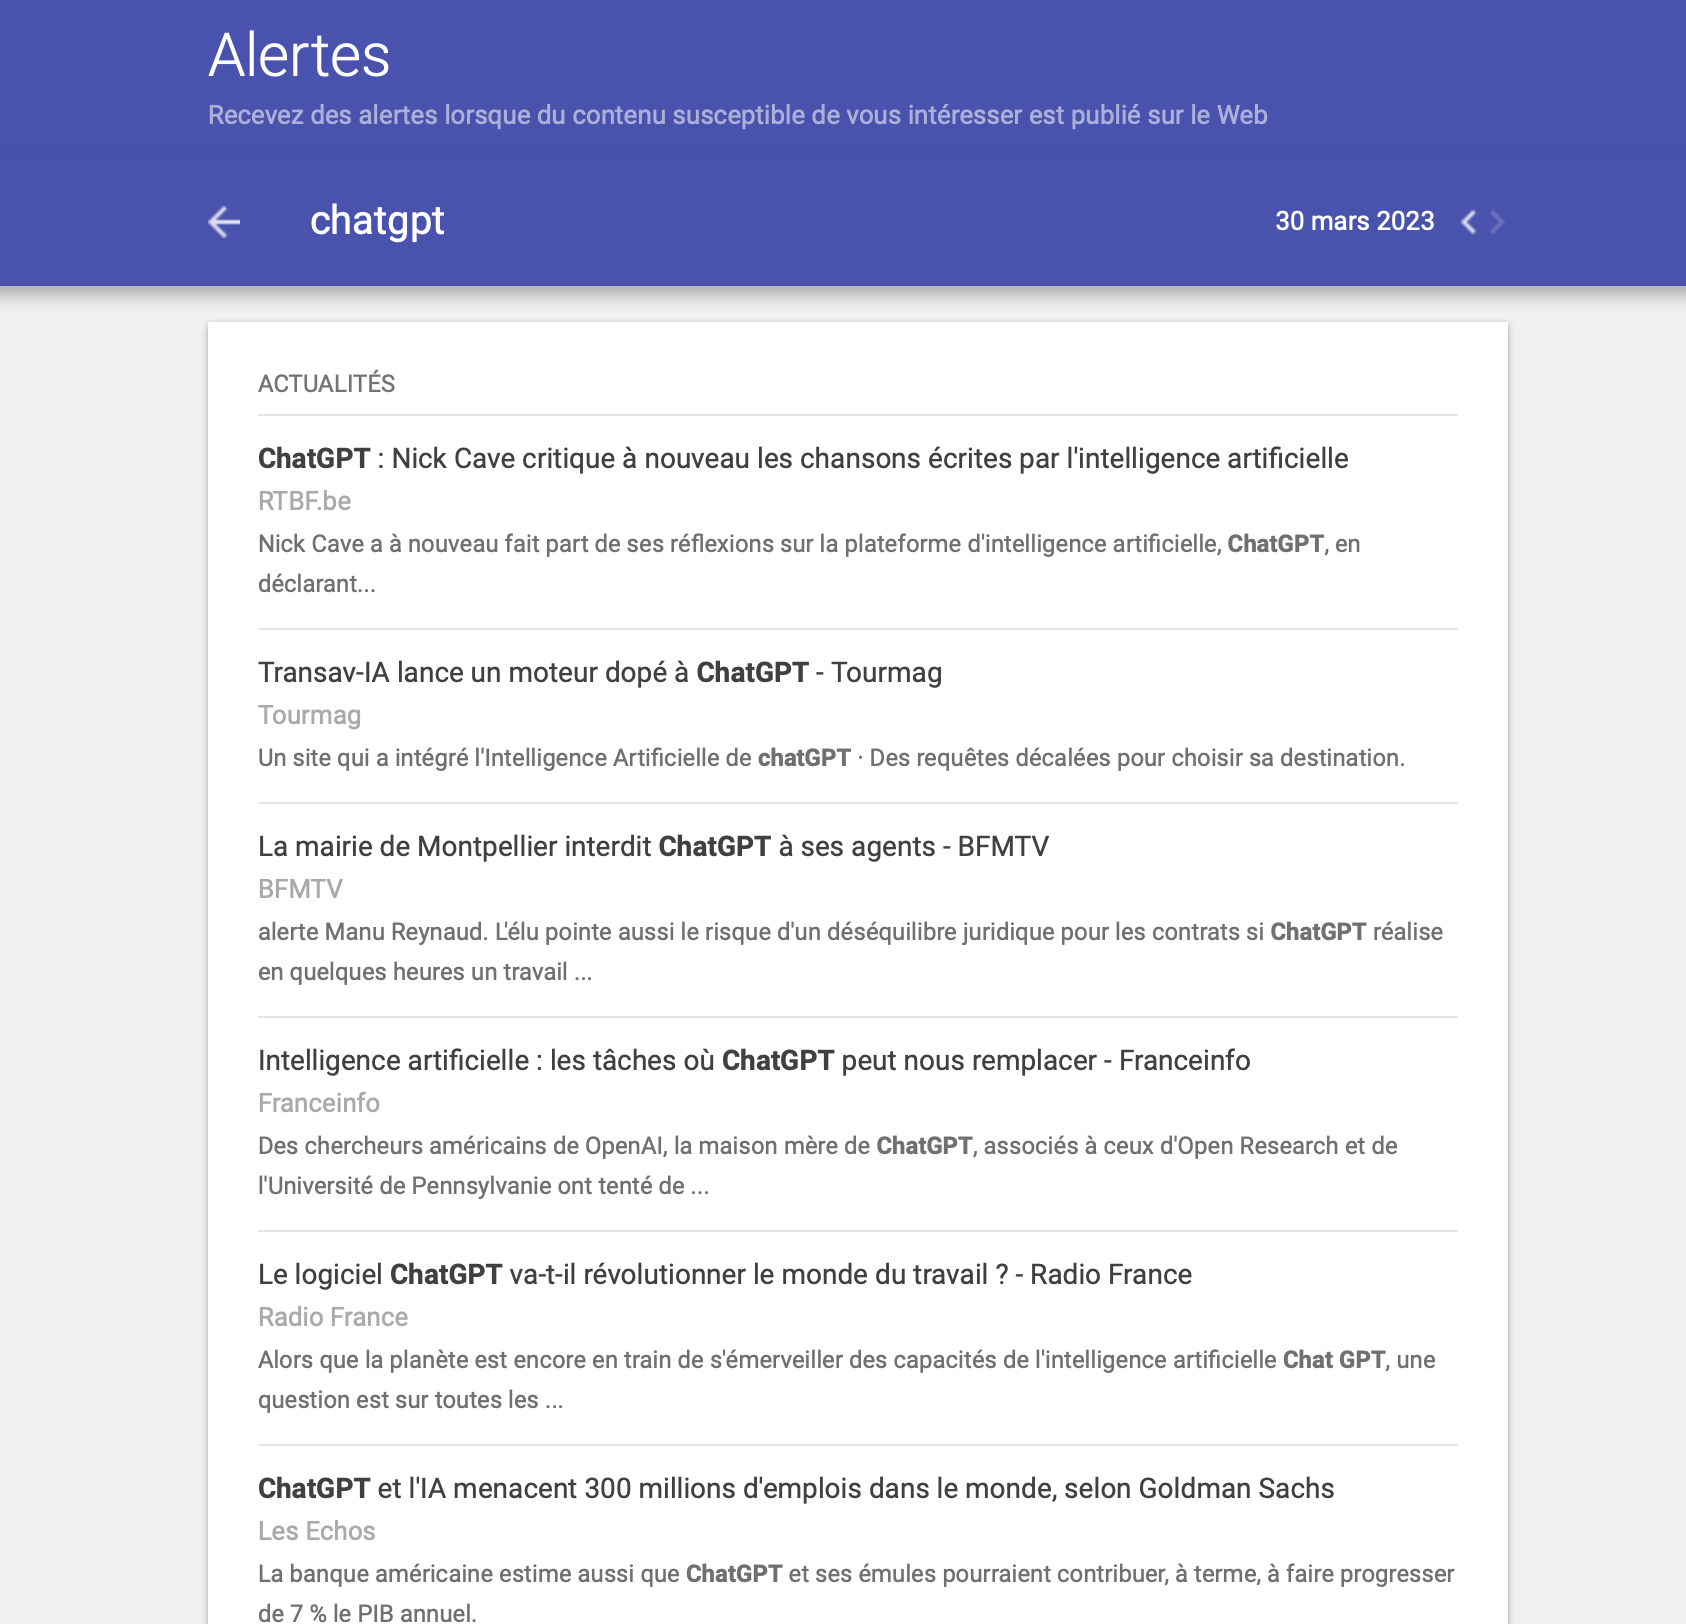 Alertes
Recevez des alertes lorsque du contenu susceptible de vous intéresser est publié sur le Web
chatgpt
30 mars 2023
ACTUALITÉS
ChatGPT : Nick Cave critique à nouveau les chansons écrites par l'intelligence artificielle
RTBF.be
Nick Cave a à nouveau fait part de ses réflexions sur la plateforme d'intelligence artificielle, ChatGPT, en
déclarant...
Transav-IA lance un moteur dopé à ChatGPT - Tourmag
Tourmag
Un site qui a intégré l'Intelligence Artificielle de chatGPT · Des requêtes décalées pour choisir sa destination.
La mairie de Montpellier interdit ChatGPT à ses agents - BFMTV
BFMTV
alerte Manu Reynaud. L'élu pointe aussi le risque d'un déséquilibre juridique pour les contrats si ChatGPT réalise
en quelques heures un travail ...
Intelligence artificielle : les tâches où ChatGPT peut nous remplacer - Franceinfo
Franceinfo
Des chercheurs américains de OpenAI, la maison mère de ChatGPT, associés à ceux d'Open Research et de
l'Université de Pennsylvanie ont tenté de ...
Le logiciel ChatGPT va-t-il révolutionner le monde du travail ? - Radio France
Radio France
Alors que la planète est encore en train de s'émerveiller des capacités de l'intelligence artificielle Chat GPT, une
question est sur toutes les ...
ChatGPT et l'IA menacent 300 millions d'emplois dans le monde, selon Goldman Sachs
Les Echos
La banque américaine estime aussi que ChatGPT et ses émules pourraient contribuer, à terme, à faire progresser
de 7 % le PIB annuel.